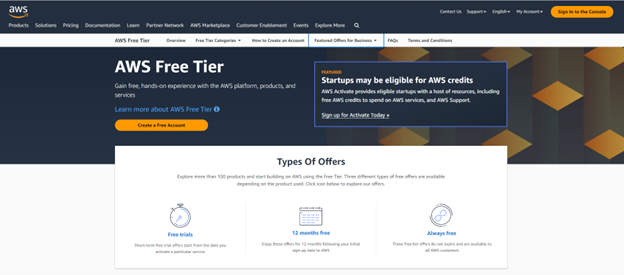 aws
Contact Us Support English My Account Sign In to the Console
Products Solutions Pricing Documentation Learn Partner Network AWS Marketplace Customer Enablement Events Explore More
AWS Free Tier Overview Free Tier Categories How to Create an Account Featured Offers for Business FAQs Terms and Conditions
AWS Free Tier
Gain free, hands-on experience with the AWS platform, products, and
services
Learn more about AWS Free Tier
Create a Free Account
FEATURED
Startups may be eligible for AWS credits
AWS Activate provides eligible startups with a host of resources, including
free AWS credits to spend on AWS services, and AWS Support.
Sign up for Activate Today »
Types Of Offers
Explore more than 100 products and start building on AWS using the Free Tier. Three different types of free offers are available
depending on the product used. Click icon below to explore our offers.
Free trials
Short-term free trial offers start from the date you
activate a particular service
12 months free
Enjoy these offers for 12 months following your initial
sign-up date to AWS
Always free
These free tier offers do not expire and are available to
all AWS customers